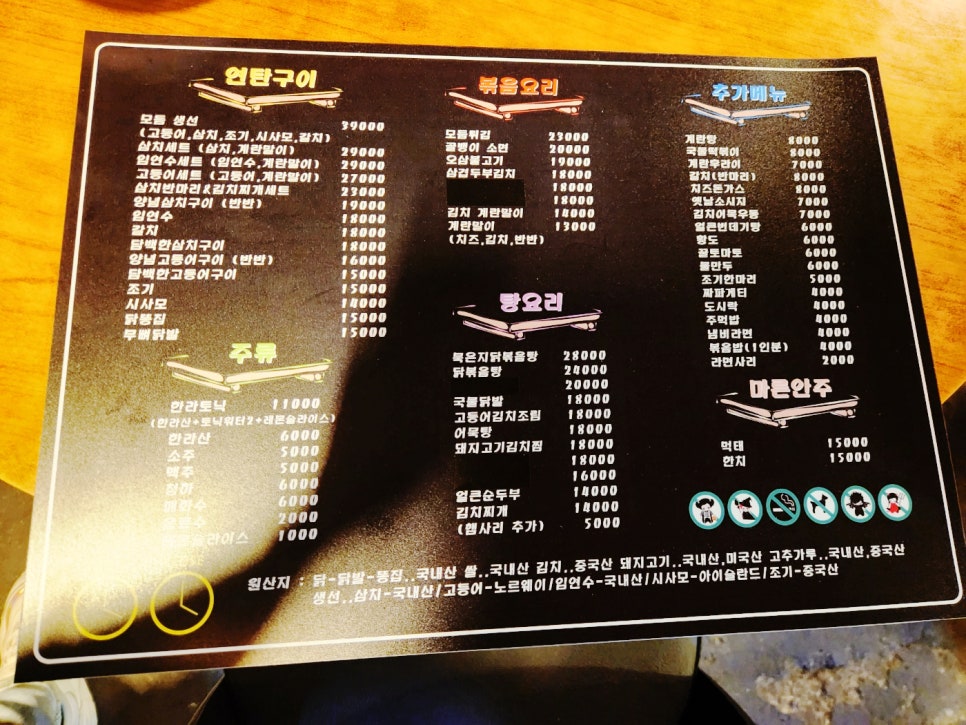 연탄구이
모듬 생선 39000
(고등어,삼치,조기,시사모,갈치)
삼치세트 (삼치,계란말이) 29000
임연수세트 (임연수,계란말이) 29000
고등어세트 (고등어,계란말이) 27000
삼치반마리&김치찌개세트 23000
양념삼치구이 (반반) 19000
임연수 18000
갈치 18000
담백한삼치구이 18000
양념고등어구이 (반반) 16000
담백한고등어구이 15000
조기 15000
시사모 14000
닭똥집 15000
무뼈닭발 15000
주류
한라토닉 11000
(한라산+토닉워터2+레몬슬라이스)
한라산 6000
소주 5000
맥주 5000
6000
6000
2000
1000
볶음요리
모듬튀김 23000
골뱅이 소면 20000
오삼불고기 19000
삼겹두부김치 18000
18000
김치 계란말이 14000
계란말이 13000
(치즈,김치,반반)
탕요리
묵은지닭볶음탕 28000
닭볶음탕 24000
20000
국물닭발 18000
고등어김치조림 18000
어묵탕 18000
돼지고기김치찜 18000
18000
16000
얼큰순두부 14000
김치찌개 14000
(햄사리 추가) 5000
추가메뉴
계란탕 8000
국물떡볶이 8000
계란후라이 7000
갈치(반마리) 8000
치즈돈가스 8000
옛날소시지 7000
김치어묵우동 7000
얼큰번데기탕 6000
황도 6000
꿀토마토 6000
물만두 6000
조기한마리 5000
짜파게티 4000
도시락 4000
주먹밥 4000
냄비라면 4000
볶음밥(1인분) 4000
라면사리 2000
마른안주
먹태 15000
한치 15000
원산지 : 닭-닭발-똥집..국내산 쌀..국내산 김치..중국산 돼지고기..국내산,미국산 고추가루..국내산,중국산
생선..삼치-국내산/고등어-노르웨이/임연수-국내산/시사모-아이슬란드/조기-중국산